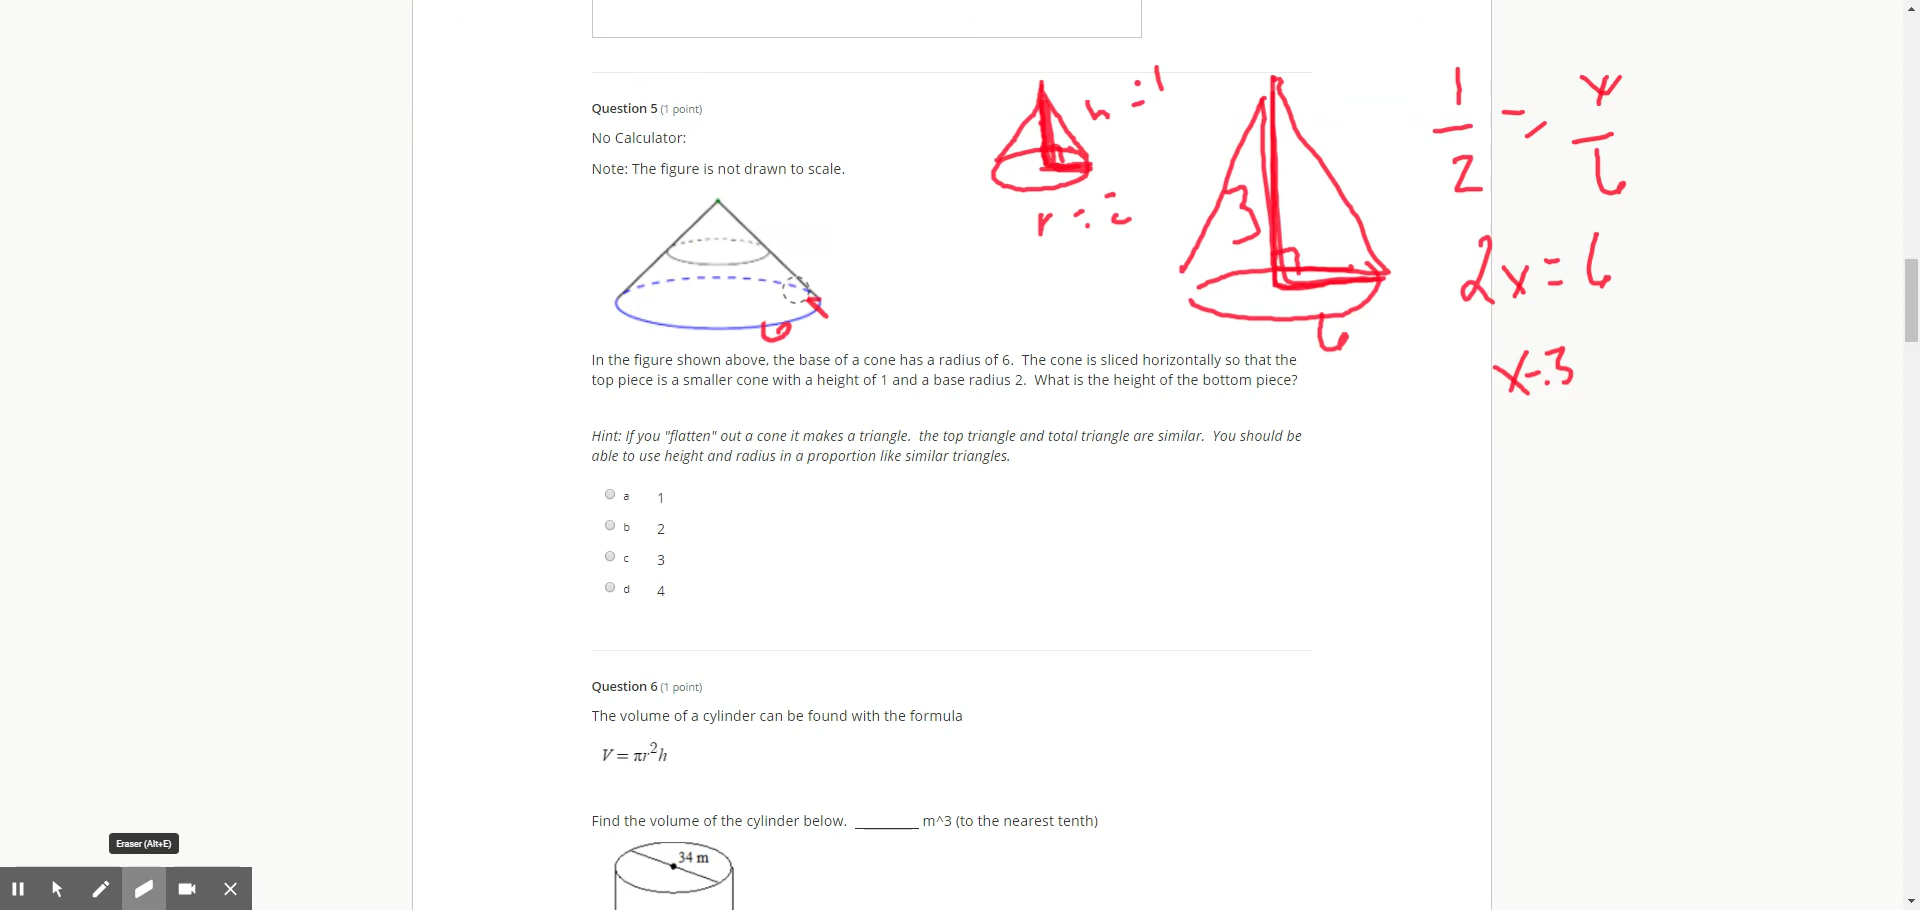 Question 5 (1 point)
No Calculator:
Note: The figure is not drawn to scale.
6
h = 1
r = 2
3
6
1/2 = x/6
2x = 6
x = 3
In the figure shown above, the base of a cone has a radius of 6. The cone is sliced horizontally so that the
top piece is a smaller cone with a height of 1 and a base radius 2. What is the height of the bottom piece?
Hint: If you "flatten" out a cone it makes a triangle. the top triangle and total triangle are similar. You should be
able to use height and radius in a proportion like similar triangles.
a 1
b 2
c 3
d 4
Question 6 (1 point)
The volume of a cylinder can be found with the formula
V = πr²h
Find the volume of the cylinder below. ________ m^3 (to the nearest tenth)
34 m
Eraser (Alt+E)